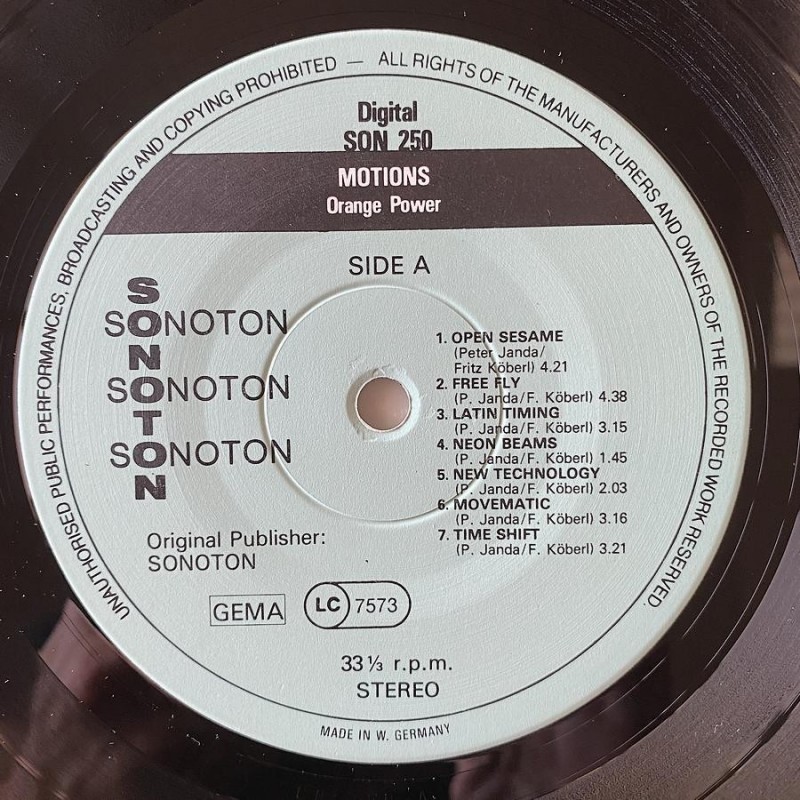 UNAUTHORISED PUBLIC PERFORMANCES, BROADCASTING AND COPYING PROHIBITED — ALL RIGHTS OF THE MANUFACTURERS AND OWNERS OF THE RECORDED WORK RESERVED.
Digital
SON 250
MOTIONS
Orange Power
SIDE A
SONOTON
SONOTON
SONOTON
SONOTON
1. OPEN SESAME
(Peter Janda/
Fritz Köberl) 4.21
2. FREE FLY
(P. Janda/F. Köberl) 4.38
3. LATIN TIMING
(P. Janda/F. Köberl) 3.15
4. NEON BEAMS
(P. Janda/F. Köberl) 1.45
5. NEW TECHNOLOGY
(P. Janda/F. Köberl) 2.03
6. MOVEMATIC
(P. Janda/F. Köberl) 3.16
7. TIME SHIFT
(P. Janda/F. Köberl) 3.21
Original Publisher:
SONOTON
GEMA
LC 7573
33⅓ r.p.m.
STEREO
MADE IN W. GERMANY